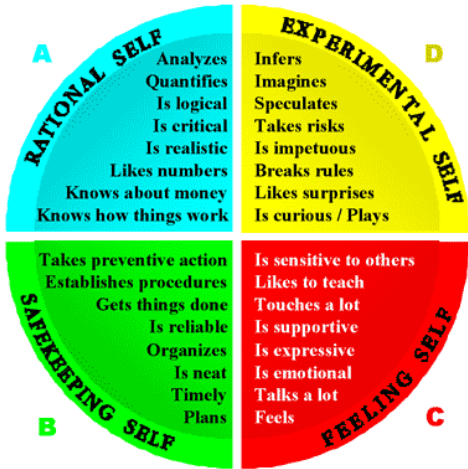 A
RATIONAL SELF
Analyzes
Quantifies
Is logical
Is critical
Is realistic
Likes numbers
Knows about money
Knows how things work
D
EXPERIMENTAL SELF
Infers
Imagines
Speculates
Takes risks
Is impetuous
Breaks rules
Likes surprises
Is curious / Plays
B
SAFEKEEPING SELF
Takes preventive action
Establishes procedures
Gets things done
Is reliable
Organizes
Is neat
Timely
Plans
C
FEELING SELF
Is sensitive to others
Likes to teach
Touches a lot
Is supportive
Is expressive
Is emotional
Talks a lot
Feels